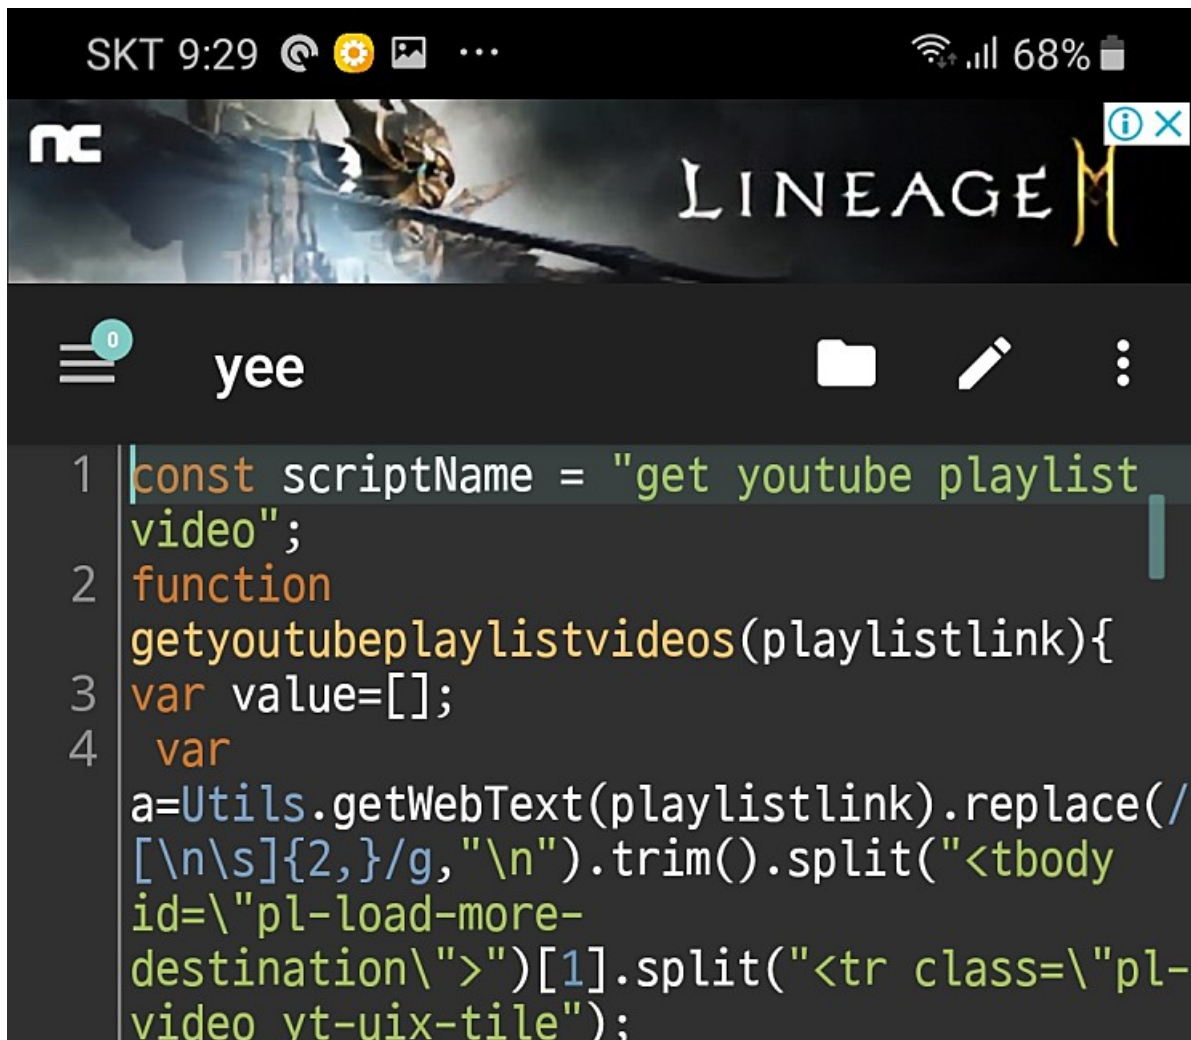 SKT 9:29 68%
nc
LINEAGE M
0
yee
1 const scriptName = "get youtube playlist
video";
2 function
getyoutubeplaylistvideos(playlistlink){
3 var value=[];
4 var
a=Utils.getWebText(playlistlink).replace(/
[\n\s]{2,}/g,"\n").trim().split("<tbody
id=\"pl-load-more-
destination\">")[1].split("<tr class=\"pl-
video yt-uix-tile");